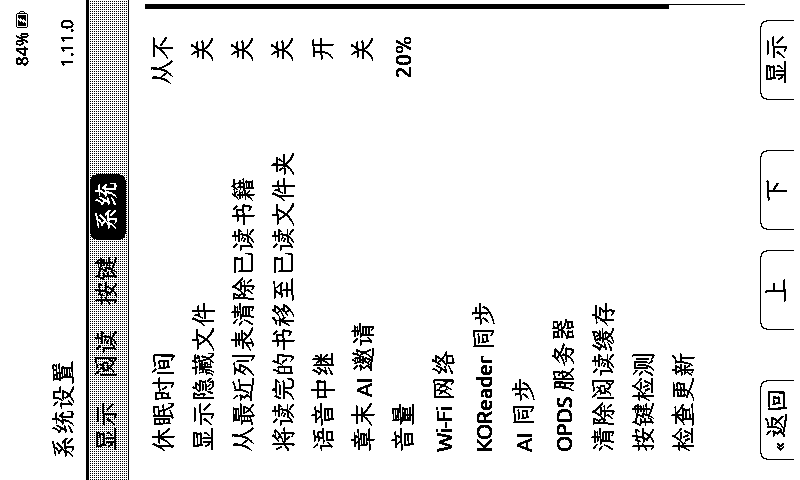 84%
系统设置 1.11.0
显示 阅读 按键 系统
休眠时间 从不
显示隐藏文件 关
从最近列表清除已读书籍 关
将读完的书移至已读文件夹 关
语音中继 开
章末 AI 邀请 关
音量 20%
Wi-Fi 网络
KOReader 同步
AI 同步
OPDS 服务器
清除阅读缓存
按键检测
检查更新
« 返回 上 下 显示